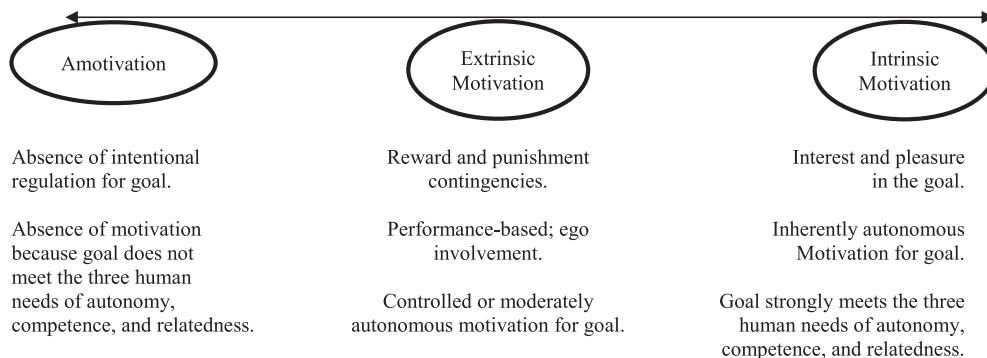 Amotivation
Extrinsic
Motivation
Intrinsic
Motivation
Absence of intentional
regulation for goal.
Absence of motivation
because goal does not
meet the three human
needs of autonomy,
competence, and relatedness.
Reward and punishment
contingencies.
Performance-based; ego
involvement.
Controlled or moderately
autonomous motivation for goal.
Interest and pleasure
in the goal.
Inherently autonomous
Motivation for goal.
Goal strongly meets the three
human needs of autonomy,
competence, and relatedness.